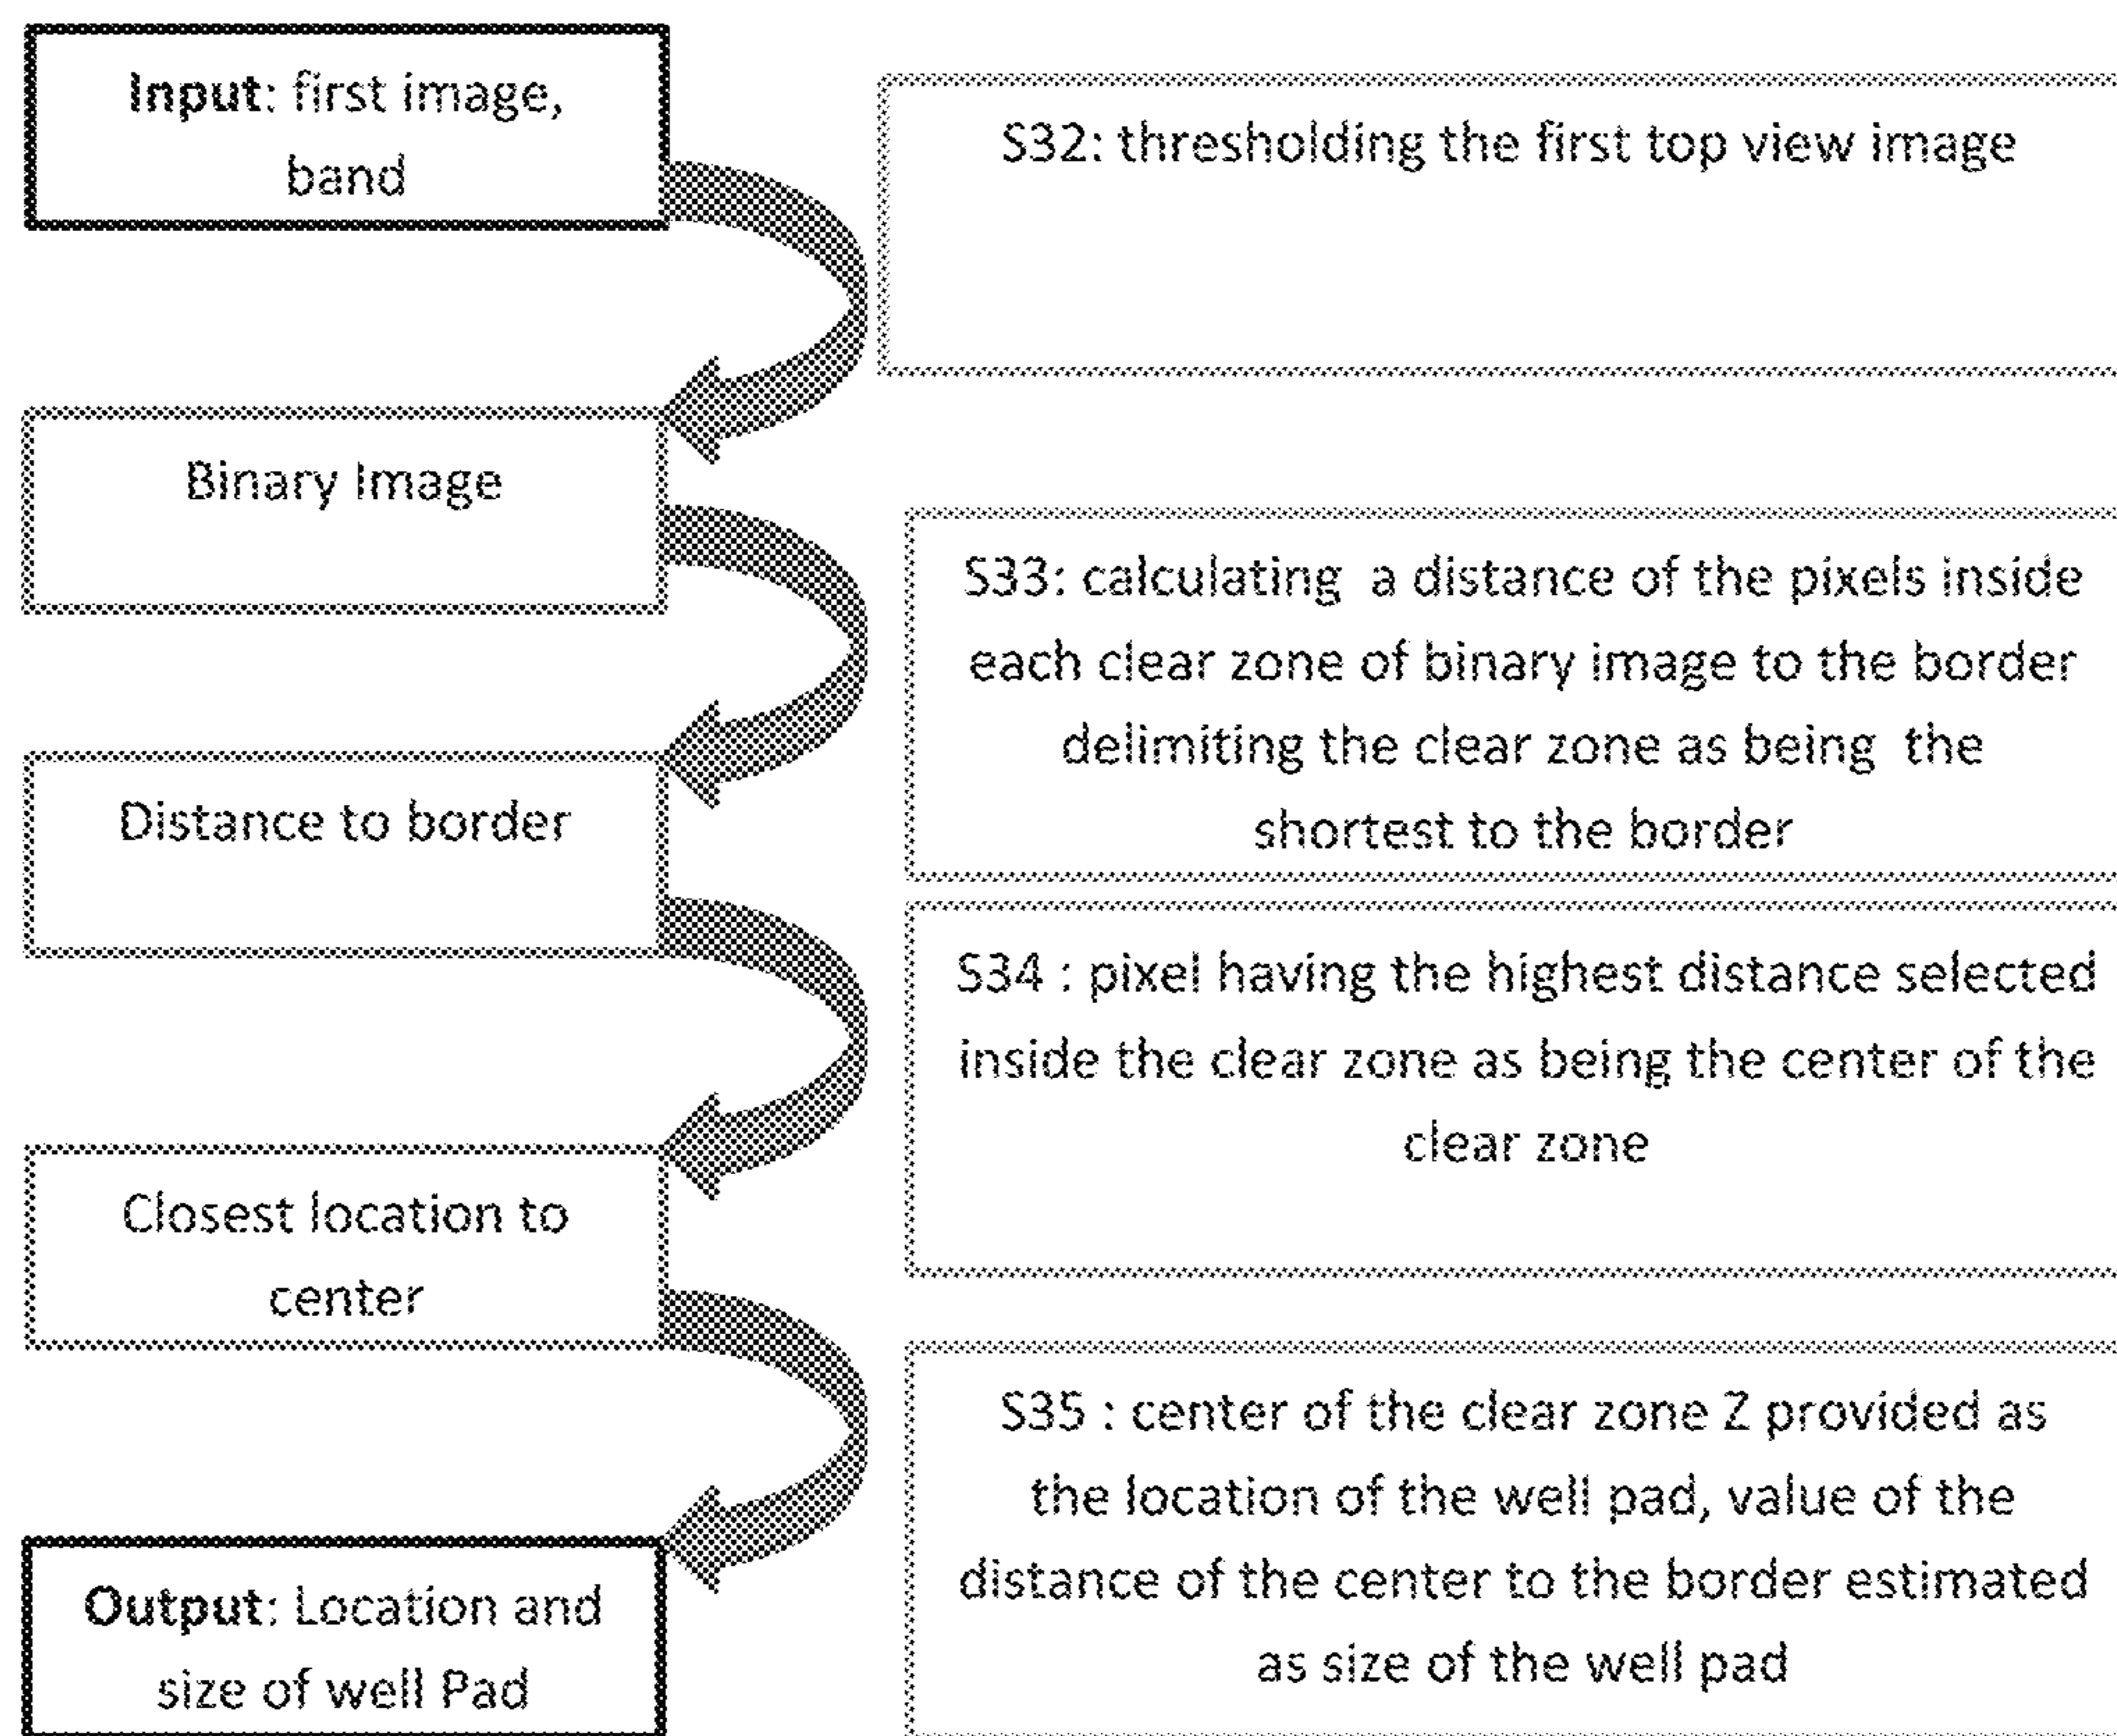 Input: first image,
band
S32: thresholding the first top view image
Binary Image
S33: calculating a distance of the pixels inside
each clear zone of binary image to the border
delimiting the clear zone as being the
shortest to the border
Distance to border
S34 : pixel having the highest distance selected
inside the clear zone as being the center of the
clear zone
Closest location to
center
S35 : center of the clear zone Z provided as
the location of the well pad, value of the
distance of the center to the border estimated
as size of the well pad
Output: Location and
size of well Pad